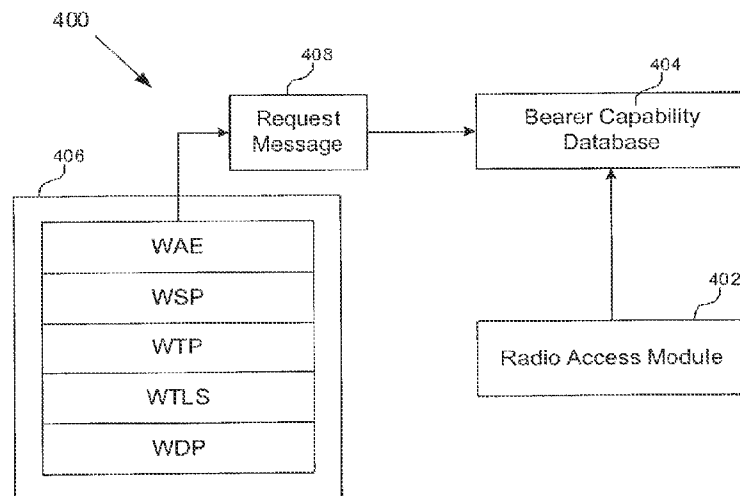 400
408
Request
Message
404
Bearer Capability
Database
406
WAE
WSP
WTP
WTLS
WDP
402
Radio Access Module